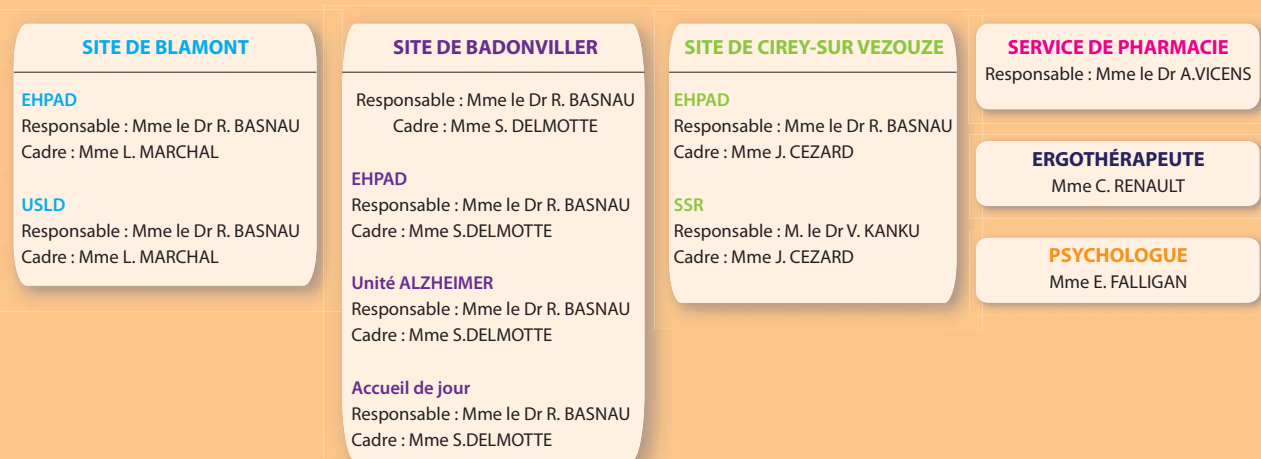 SITE DE BLAMONT
EHPAD
Responsable : Mme le Dr R. BASNAU
Cadre : Mme L. MARCHAL
USLD
Responsable : Mme le Dr R. BASNAU
Cadre : Mme L. MARCHAL
SITE DE BADONVILLER
Responsable : Mme le Dr R. BASNAU
Cadre : Mme S. DELMOTTE
EHPAD
Responsable : Mme le Dr R. BASNAU
Cadre : Mme S.DELMOTTE
Unité ALZHEIMER
Responsable : Mme le Dr R. BASNAU
Cadre : Mme S.DELMOTTE
Accueil de jour
Responsable : Mme le Dr R. BASNAU
Cadre : Mme S.DELMOTTE
SITE DE CIREY-SUR VEZOUZE
EHPAD
Responsable : Mme le Dr R. BASNAU
Cadre : Mme J. CEZARD
SSR
Responsable : M. le Dr V. KANKU
Cadre : Mme J. CEZARD
SERVICE DE PHARMACIE
Responsable : Mme le Dr A.VICENS
ERGOTHÉRAPEUTE
Mme C. RENAULT
PSYCHOLOGUE
Mme E. FALLIGAN